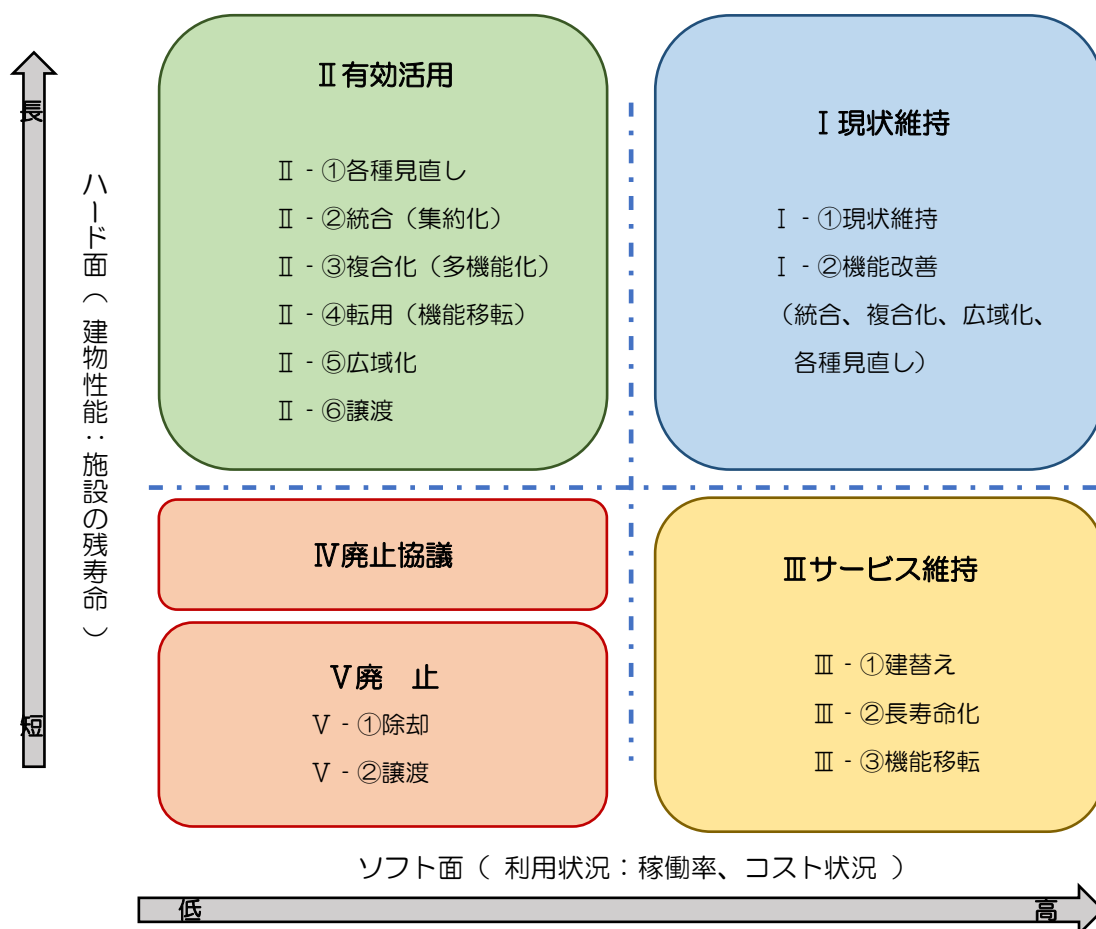 長
ハード面（建物性能：施設の残寿命）
短
Ⅱ有効活用
Ⅱ - ①各種見直し
Ⅱ - ②統合（集約化）
Ⅱ - ③複合化（多機能化）
Ⅱ - ④転用（機能移転）
Ⅱ - ⑤広域化
Ⅱ - ⑥譲渡
Ⅰ現状維持
Ⅰ - ①現状維持
Ⅰ - ②機能改善
（統合、複合化、広域化、
各種見直し）
Ⅳ廃止協議
Ⅴ廃　止
Ⅴ - ①除却
Ⅴ - ②譲渡
Ⅲサービス維持
Ⅲ - ①建替え
Ⅲ - ②長寿命化
Ⅲ - ③機能移転
ソフト面（ 利用状況：稼働率、コスト状況 ）
低
高